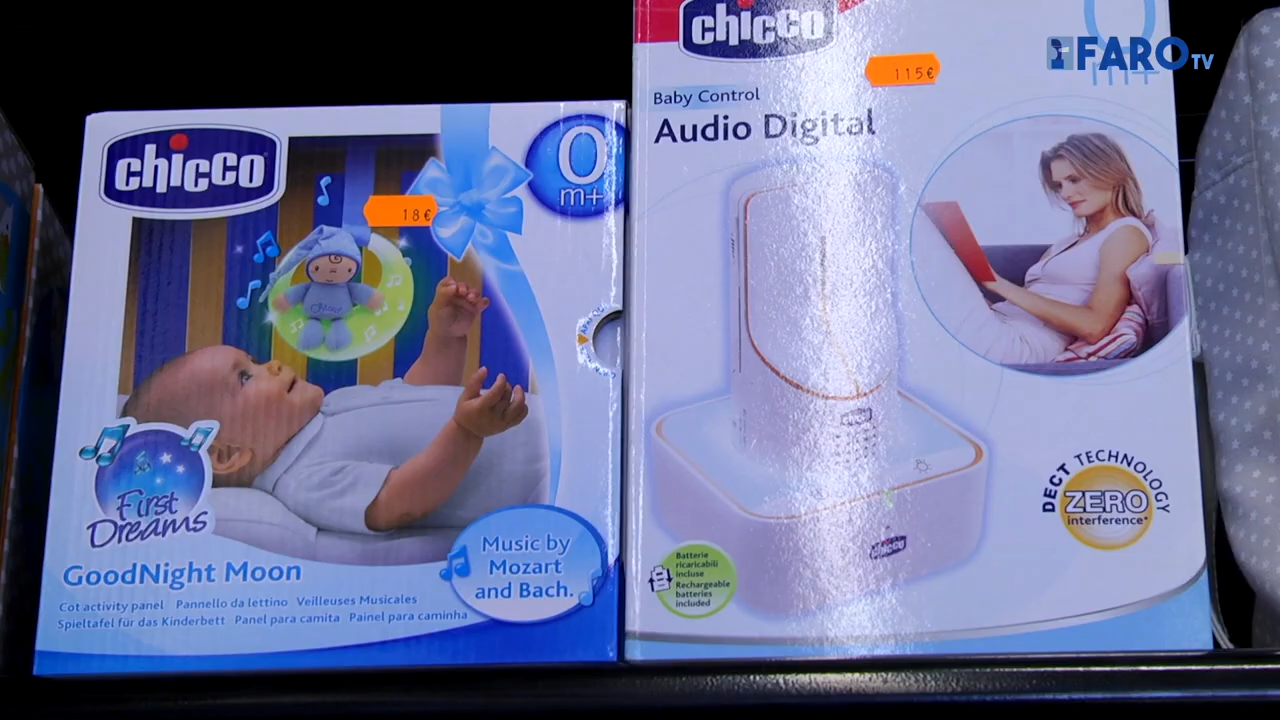 chicco
0
m+
18€
First
Dreams
GoodNight Moon
Cot activity panel Pannello da lettino Veilleuses Musicales
Spieltafel für das Kinderbett Panel para camita Painel para caminha
Music by
Mozart
and Bach.
chicco
115€
0
m+
FARO TV
Baby Control
Audio Digital
chicco
chicco
DECT TECHNOLOGY
ZERO
interference*
Batterie
ricaricabili
incluse
Rechargeable
batteries
included